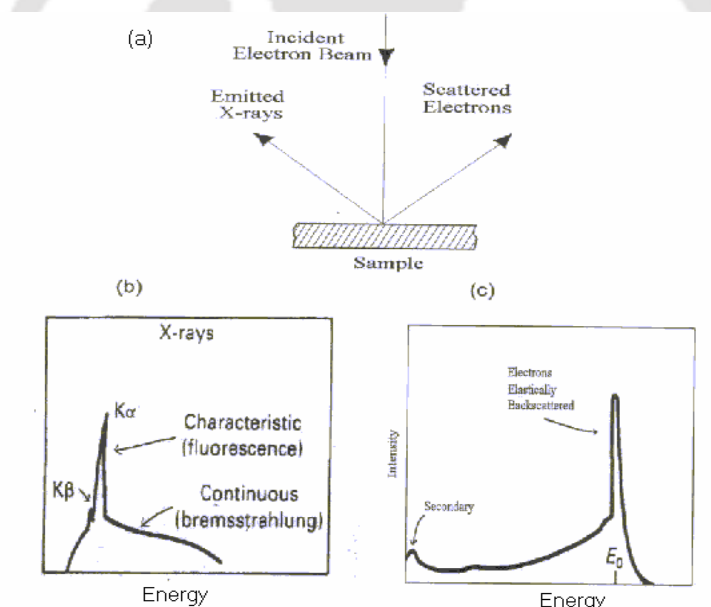 (a)
Incident
Electron Beam
Emitted
X-rays
Scattered
Electrons
Sample
(b)
X-rays
Kα
Characteristic
(fluorescence)
Kβ
Continuous
(bremsstrahlung)
Energy
(c)
Electrons
Elastically
Backscattered
Intensity
Secondary
E₀
Energy